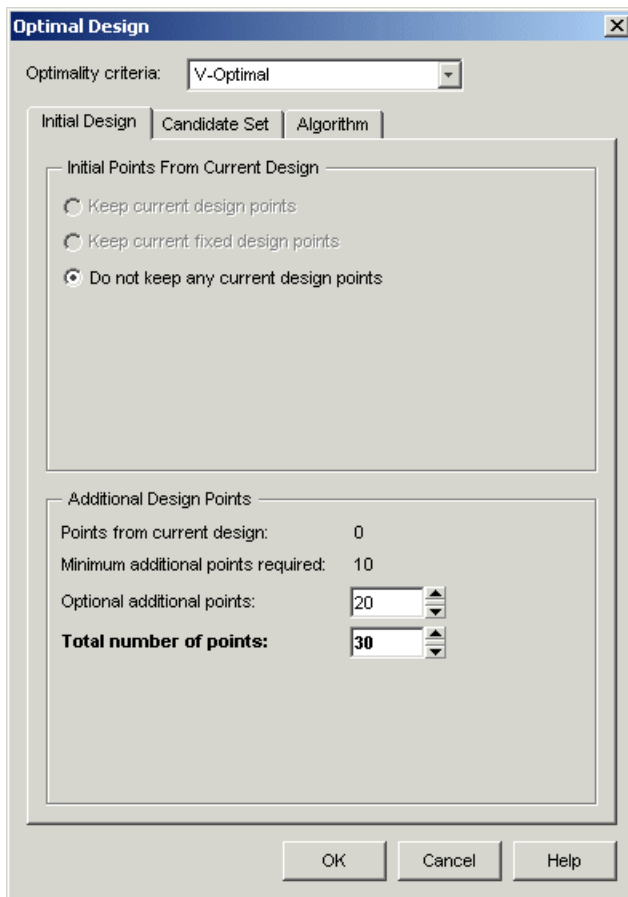 Optimal Design
Optimality criteria: V-Optimal
Initial Design Candidate Set Algorithm
Initial Points From Current Design
Keep current design points
Keep current fixed design points
Do not keep any current design points
Additional Design Points
Points from current design: 0
Minimum additional points required: 10
Optional additional points: 20
Total number of points: 30
OK Cancel Help